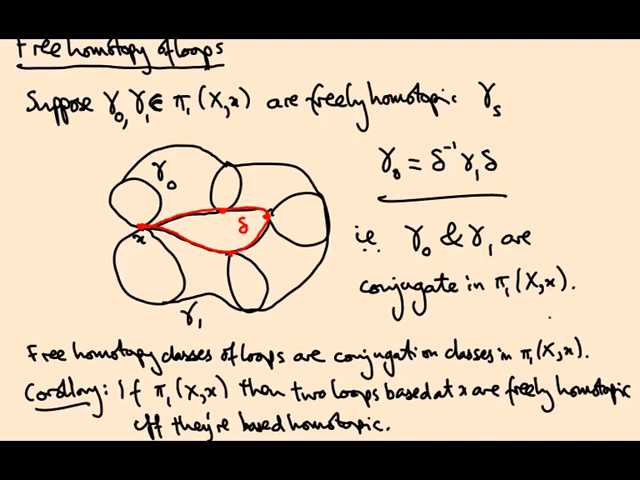 Free homotopy of loops
Suppose γ₀, γ₁ ∈ π₁(X,x) are freely homotopic γₛ
γ₀
γ₀ = δ⁻¹γ₁δ
δ
x
i.e. γ₀ & γ₁ are
conjugate in π₁(X,x).
γ₁
Free homotopy classes of loops are conjugation classes in π₁(X,x).
Corollary: If π₁(X,x) then two loops based at x are freely homotopic
iff they're based homotopic.